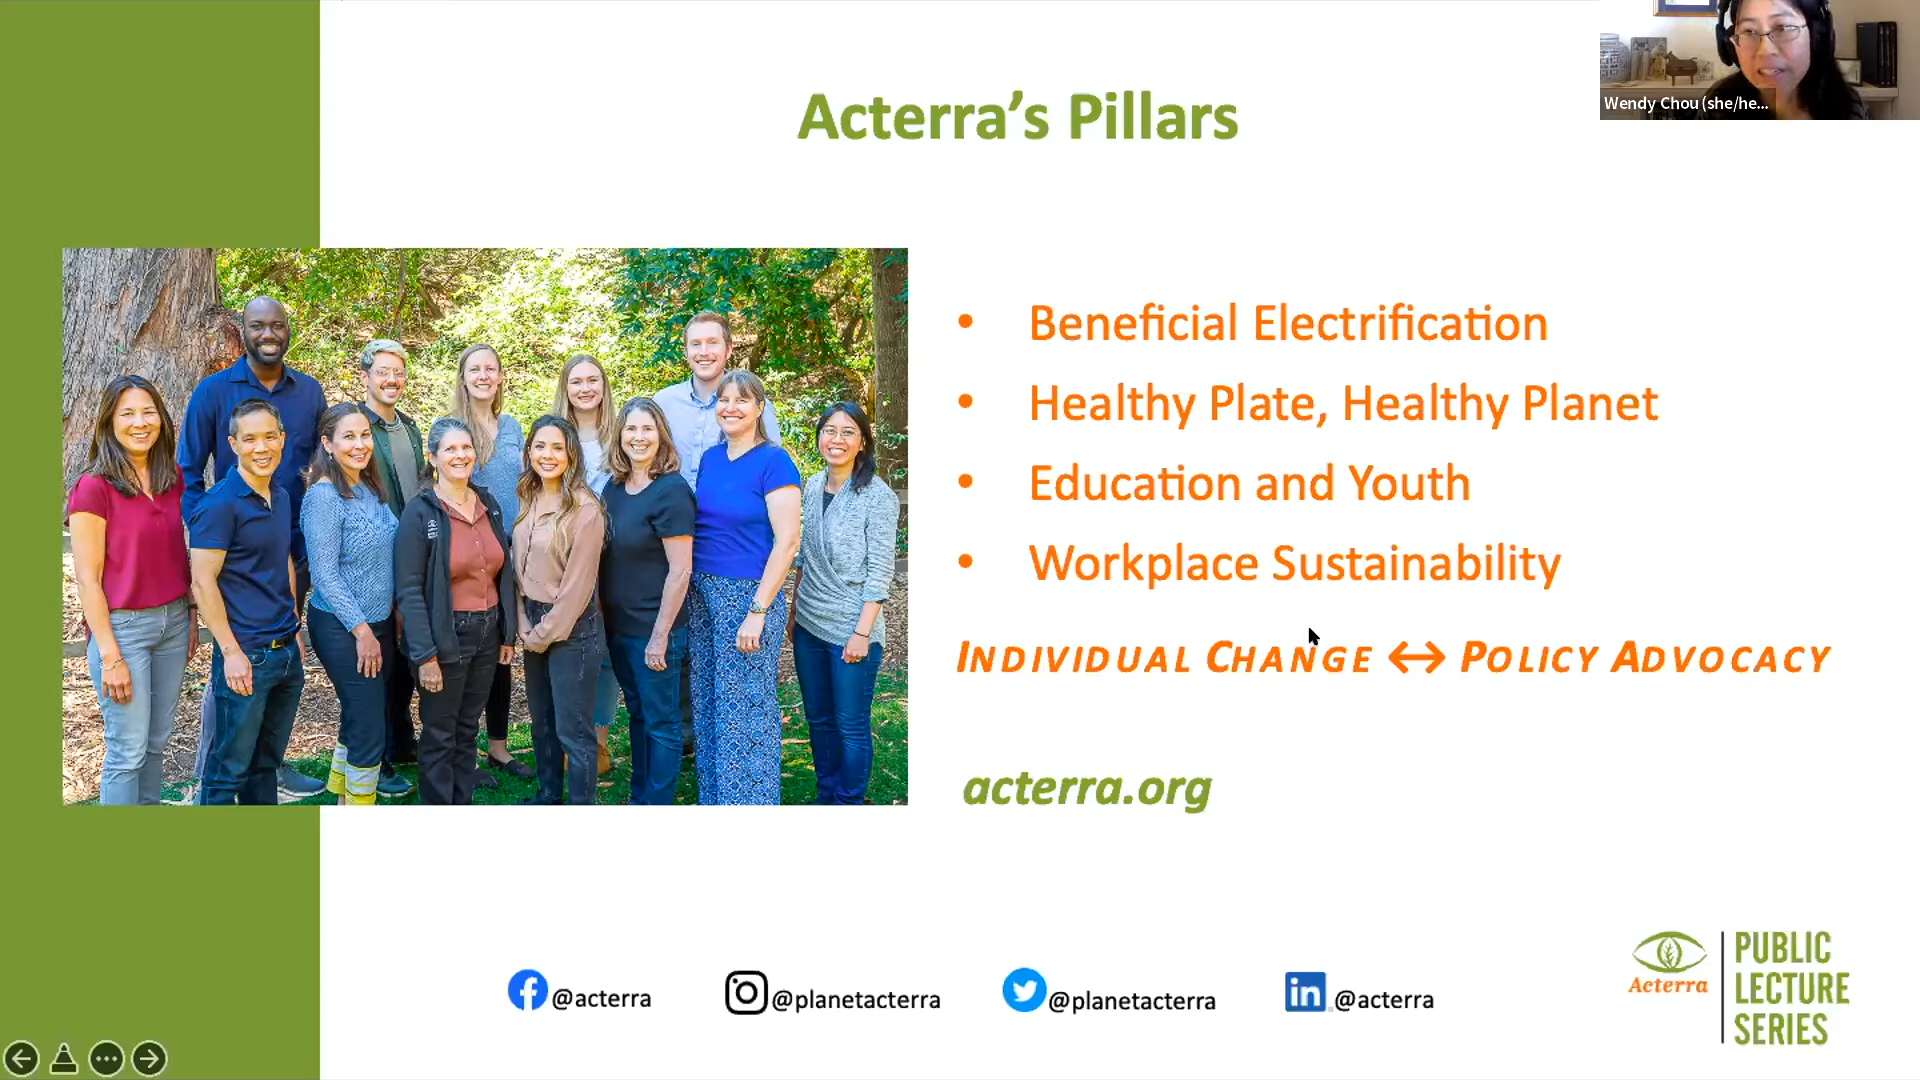 Acterra’s Pillars
Wendy Chou (she/he...
• Beneficial Electrification
• Healthy Plate, Healthy Planet
• Education and Youth
• Workplace Sustainability
INDIVIDUAL CHANGE ↔ POLICY ADVOCACY
acterra.org
@acterra
@planetacterra
@planetacterra
@acterra
Acterra
PUBLIC
LECTURE
SERIES